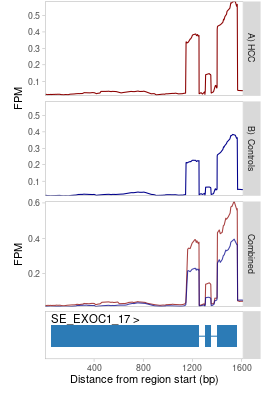 0.5
0.4
0.3
0.2
0.1
FPM
A) HCC
0.5
0.4
0.3
0.2
0.1
B) Controls
0.6
0.4
0.2
FPM
Combined
SE_EXOC1_17 >
400 800 1200 1600
Distance from region start (bp)